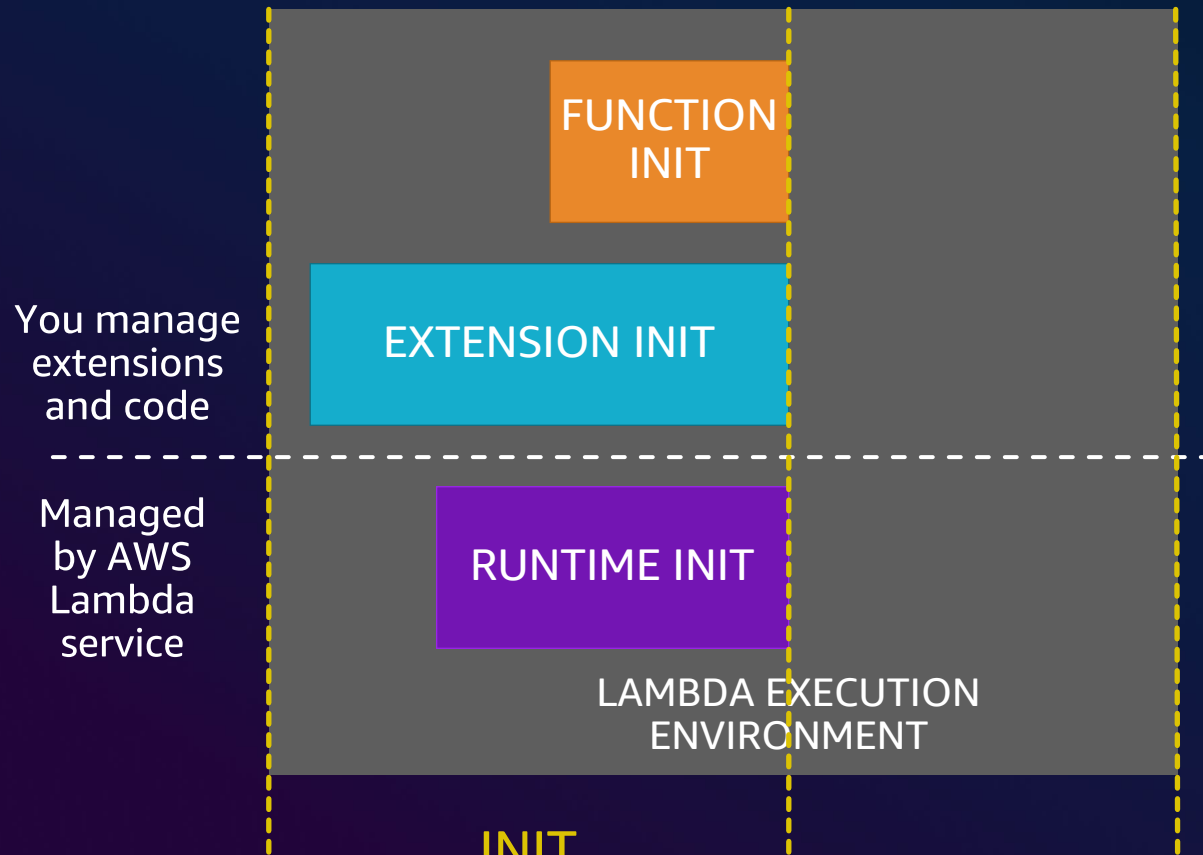 FUNCTION
INIT
You manage
extensions
and code
EXTENSION INIT
Managed
by AWS
Lambda
service
RUNTIME INIT
LAMBDA EXECUTION
ENVIRONMENT
INIT